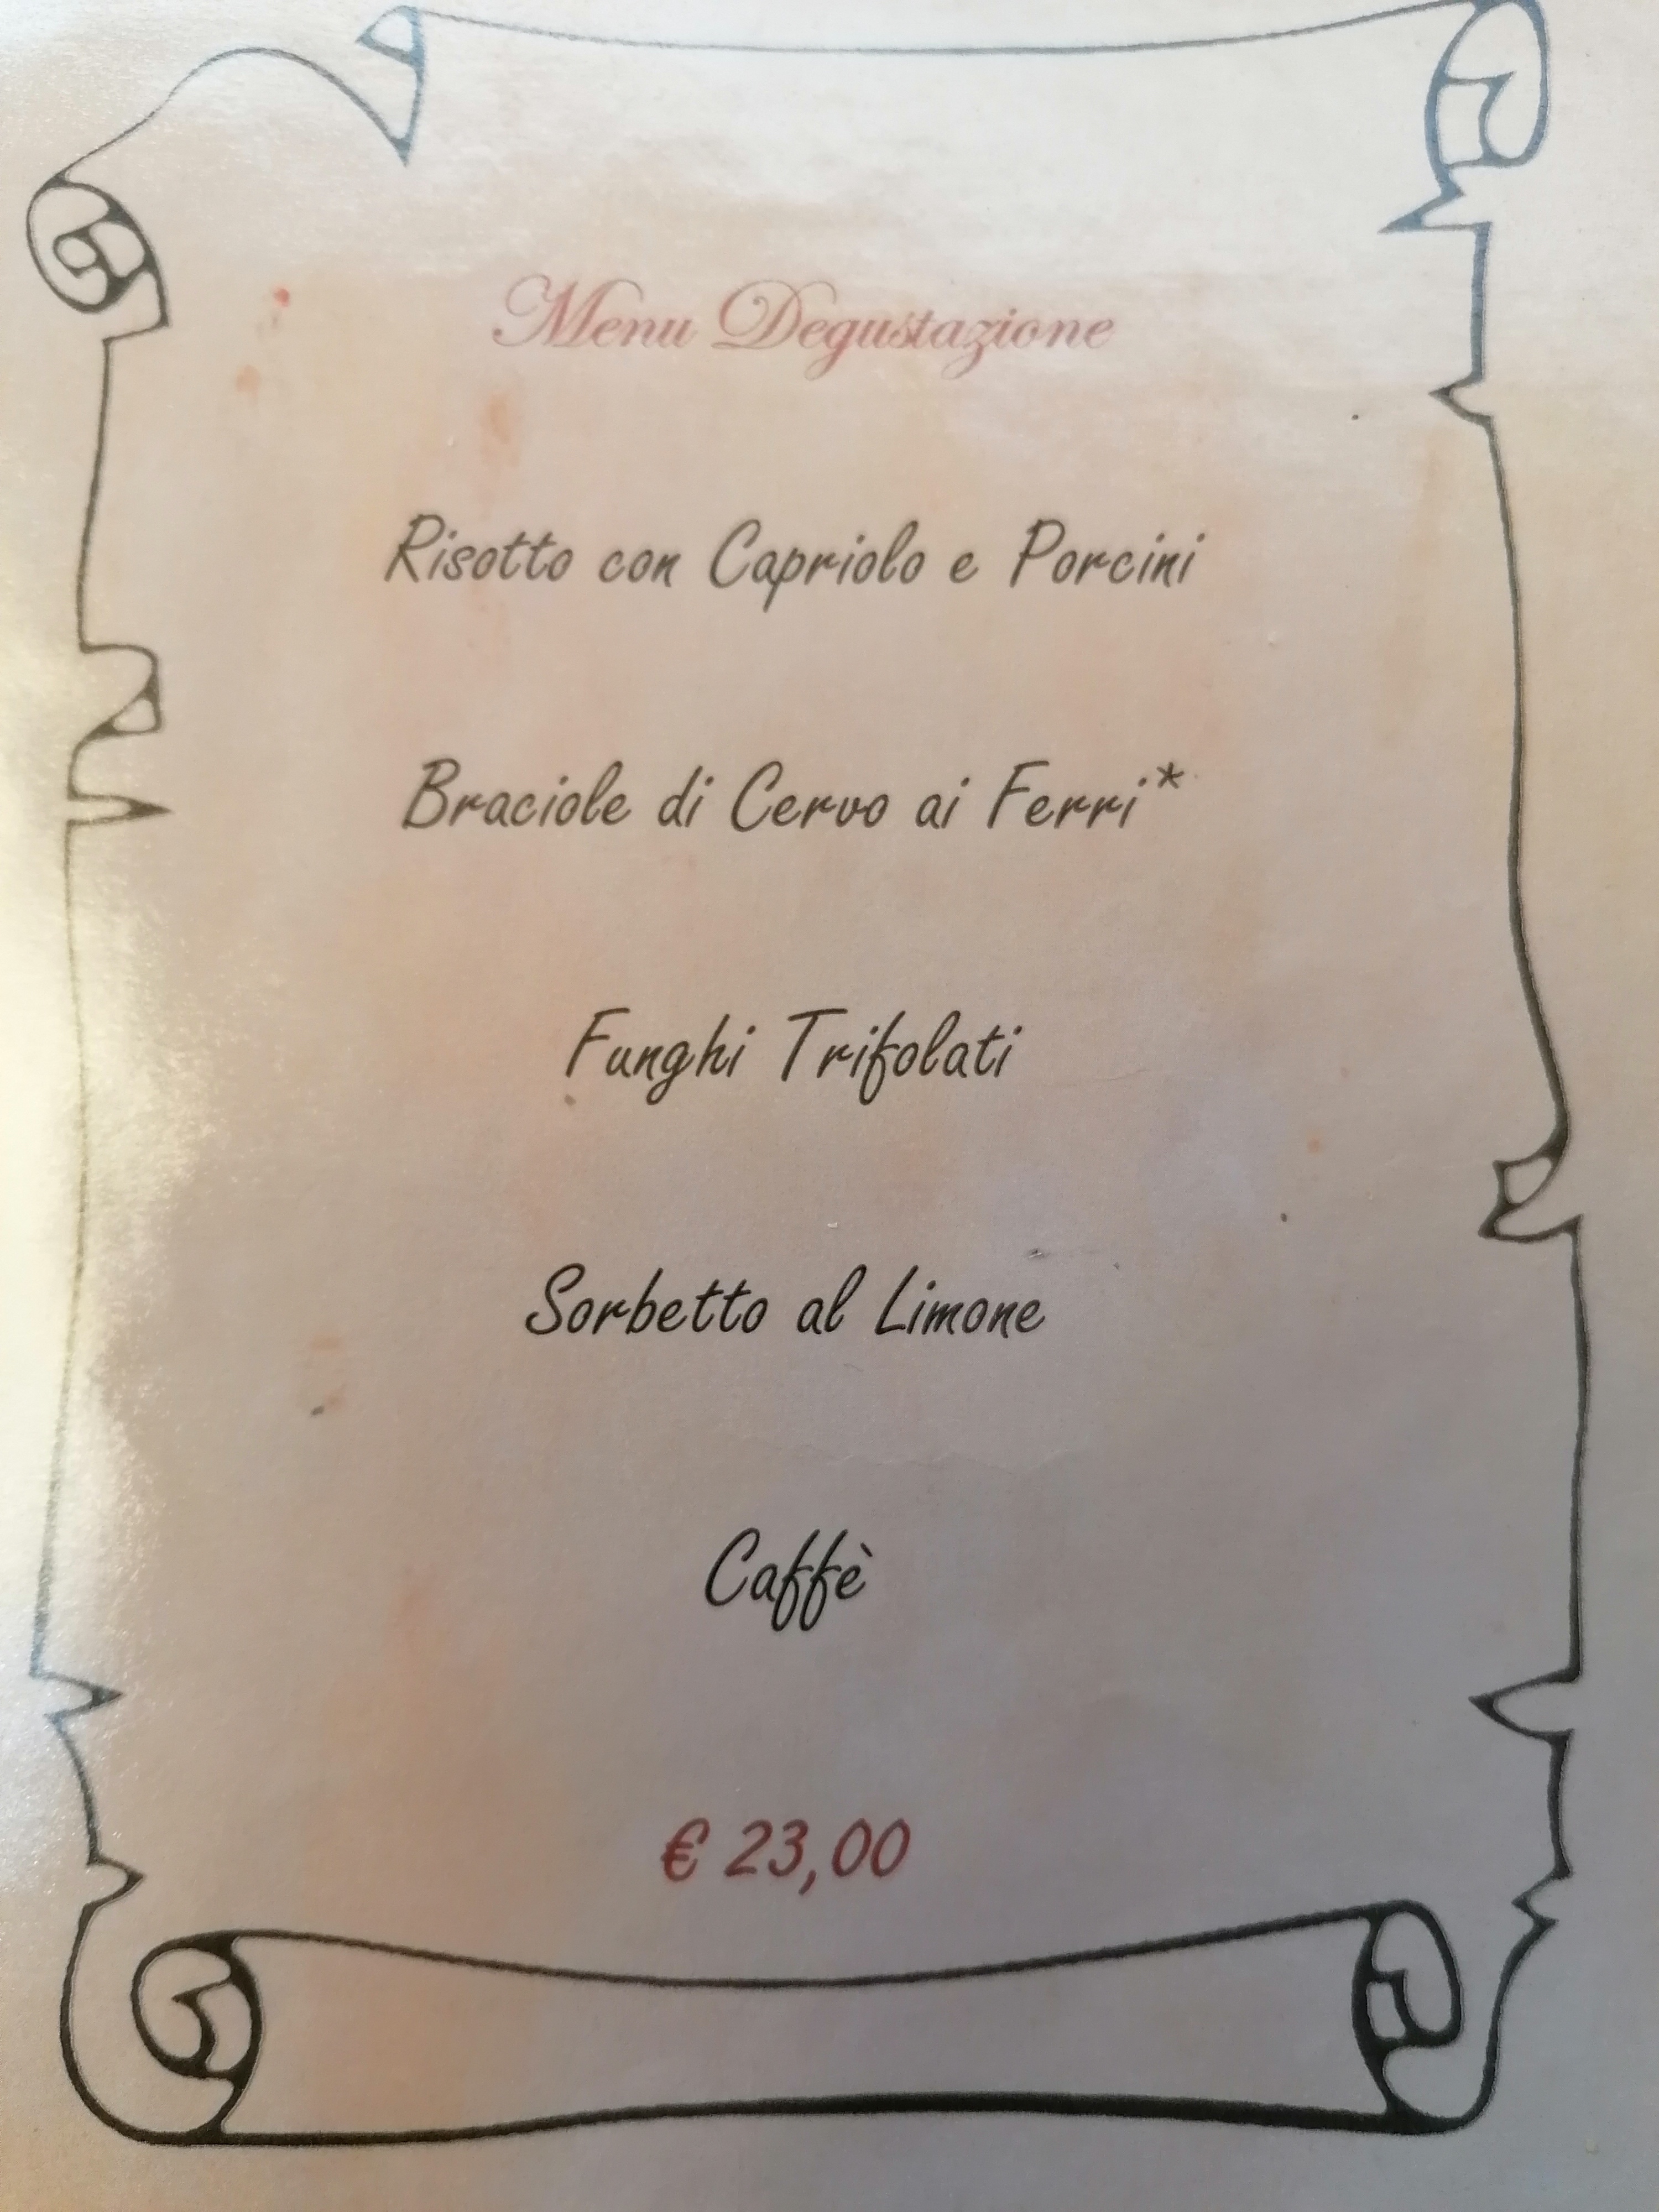 Menu Degustazione
Risotto con Capriolo e Porcini
Braciole di Cervo ai Ferri*
Funghi Trifolati
Sorbetto al Limone
Caffè
€ 23,00